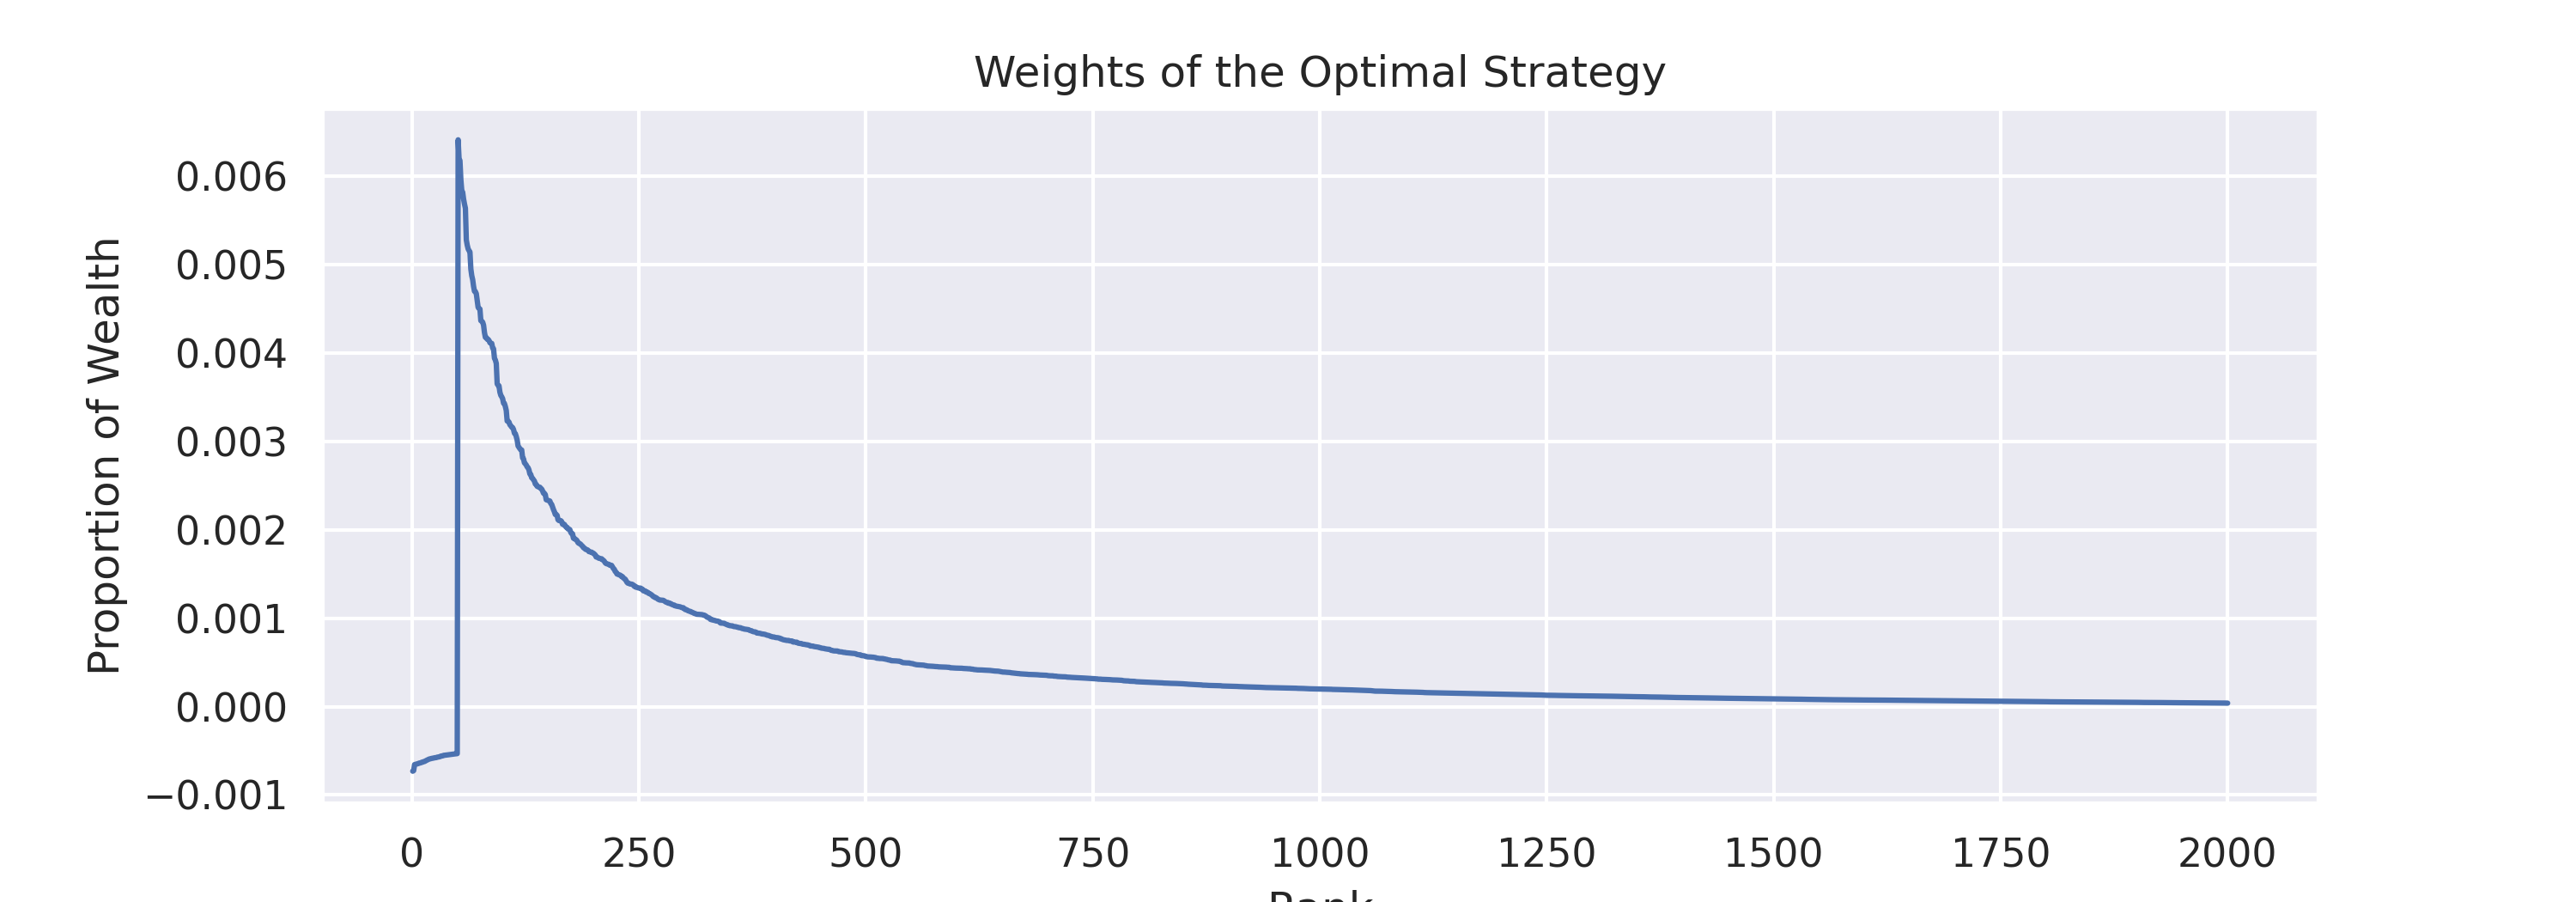 Weights of the Optimal Strategy
Proportion of Wealth
0.006
0.005
0.004
0.003
0.002
0.001
0.000
−0.001
0 250 500 750 1000 1250 1500 1750 2000
Rank